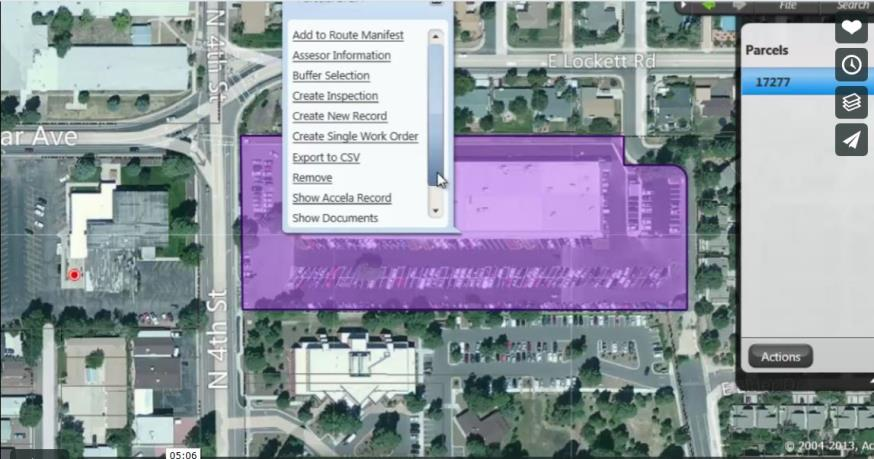 File
Search
N 4th St
Add to Route Manifest
Assessor Information
Buffer Selection
Create Inspection
Create New Record
Create Single Work Order
Export to CSV
Remove
Show Accela Record
Show Documents
E Lockett Rd
Parcels
17277
ar Ave
N 4th St
Actions
© 2004-2013, Ac
05:06